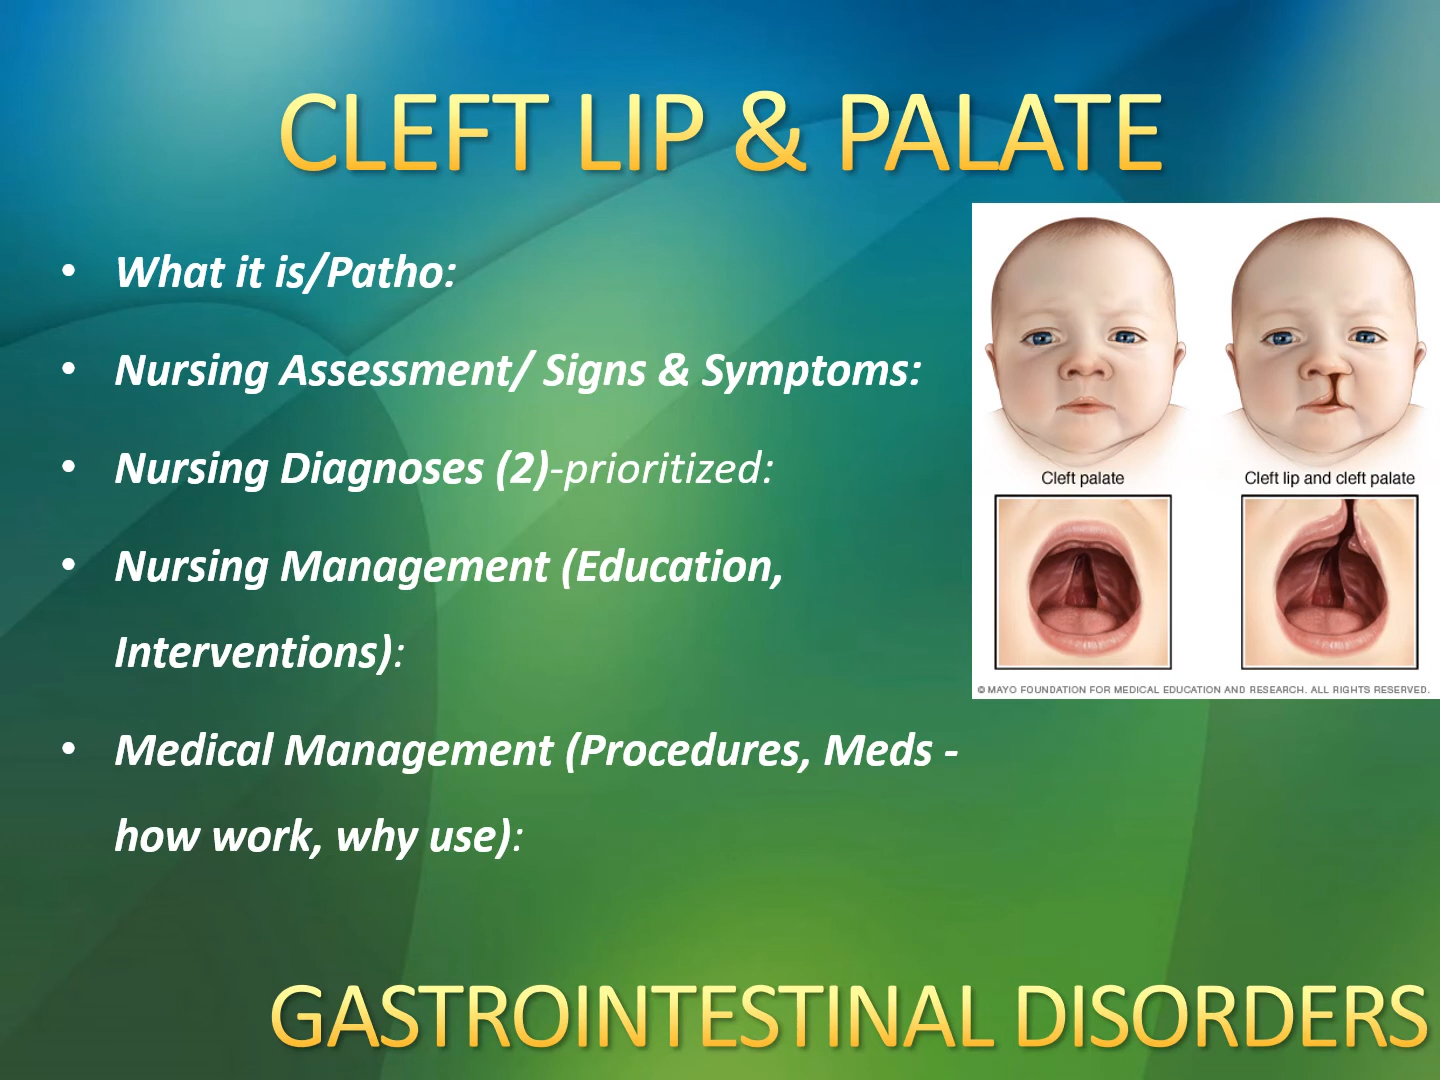 CLEFT LIP & PALATE
• What it is/Patho:
• Nursing Assessment/ Signs & Symptoms:
• Nursing Diagnoses (2)-prioritized:
• Nursing Management (Education,
Interventions):
• Medical Management (Procedures, Meds -
how work, why use):
Cleft palate
Cleft lip and cleft palate
© MAYO FOUNDATION FOR MEDICAL EDUCATION AND RESEARCH. ALL RIGHTS RESERVED.
GASTROINTESTINAL DISORDERS